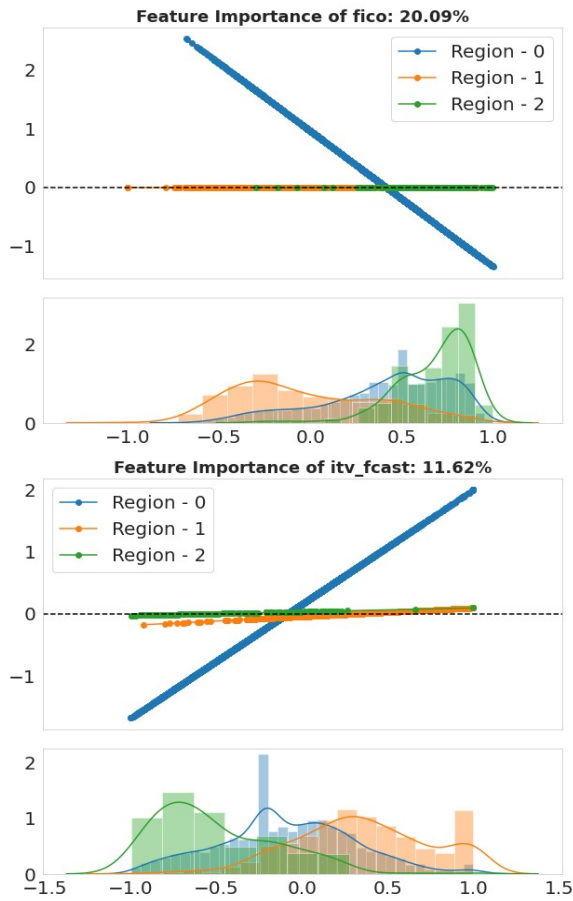 Feature Importance of fico: 20.09%
2
1
0
−1
Region - 0
Region - 1
Region - 2
2
0
−1.0 −0.5 0.0 0.5 1.0
Feature Importance of itv_fcast: 11.62%
2
1
0
−1
Region - 0
Region - 1
Region - 2
2
1
0
−1.5 −1.0 −0.5 0.0 0.5 1.0 1.5